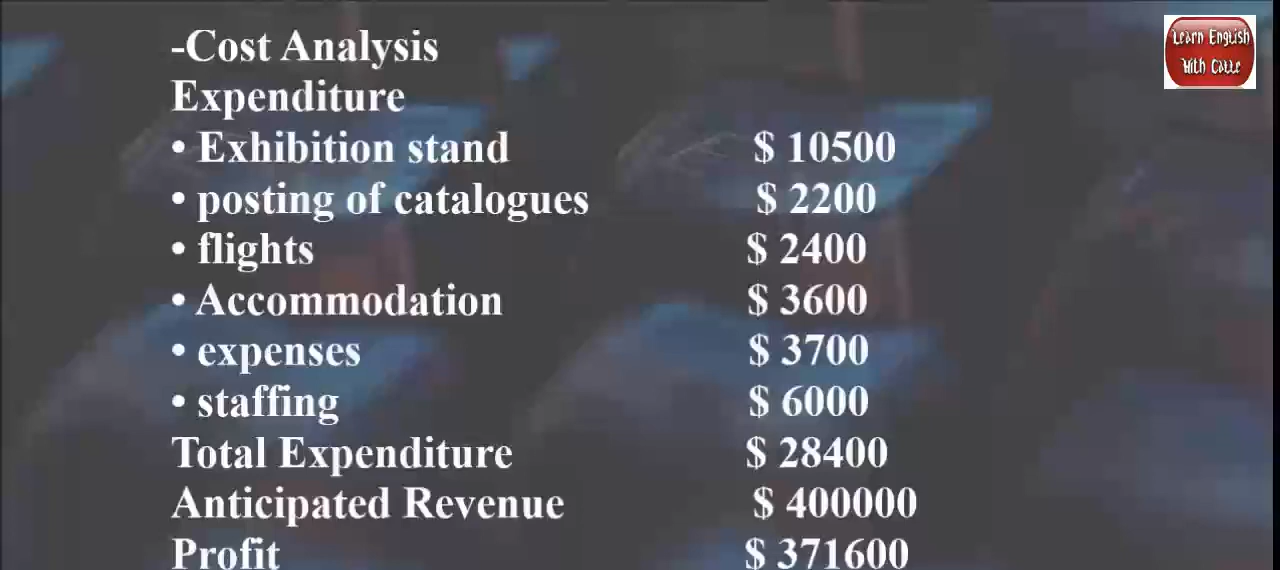 -Cost Analysis
Expenditure
• Exhibition stand $ 10500
• posting of catalogues $ 2200
• flights $ 2400
• Accommodation $ 3600
• expenses $ 3700
• staffing $ 6000
Total Expenditure $ 28400
Anticipated Revenue $ 400000
Profit $ 371600
Learn English
With